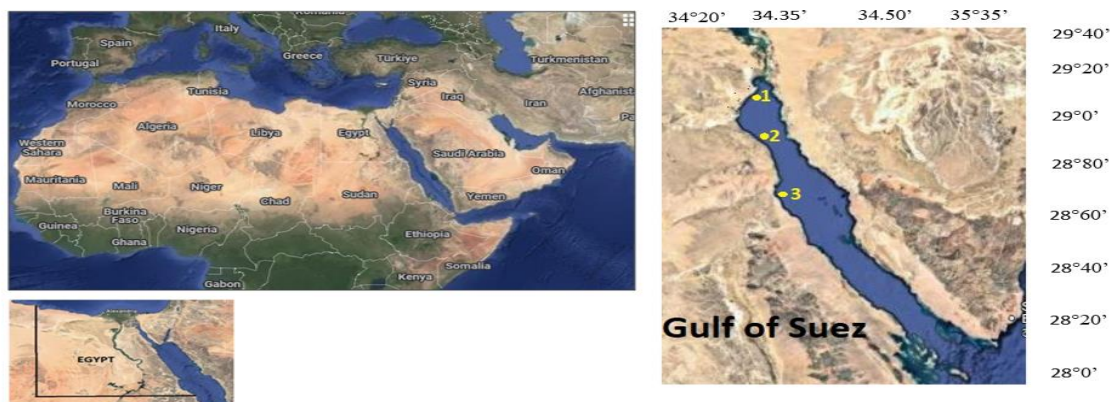 Romania
Spain
Italy
Portugal
Greece
Türkiye
Turkmenistan
Syria
Tunisia
Morocco
Iraq
Iran
Afghanistan
Algeria
Libya
Egypt
Western
Sahara
Saudi Arabia
Oman
Mauritania
Mali
Niger
Chad
Sudan
Yemen
Burkina
Faso
Guinea
Nigeria
Ghana
Ethiopia
Somalia
Kenya
Gabon
EGYPT
34°20' 34.35' 34.50' 35°35'
29°40'
29°20'
29°0'
28°80'
28°60'
28°40'
28°20'
28°0'
1
2
3
Gulf of Suez